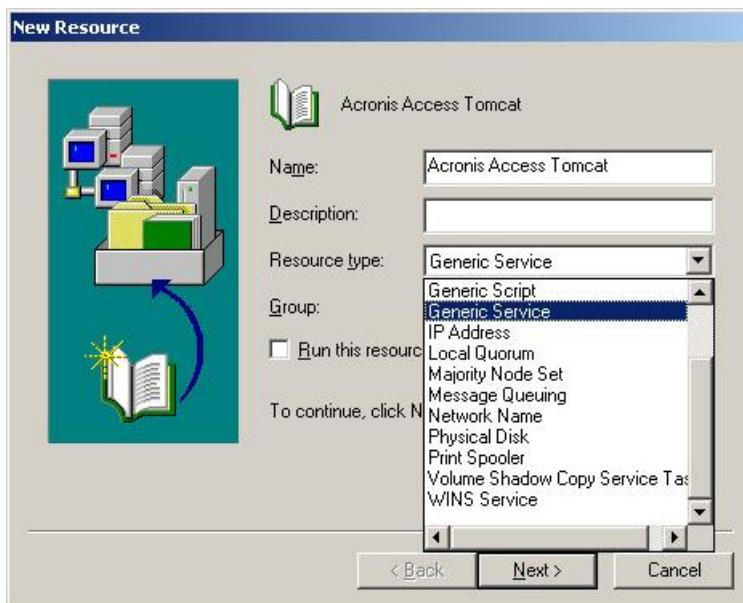 New Resource
Acronis Access Tomcat
Name:
Acronis Access Tomcat
Description:
Resource type:
Generic Service
Group:
Generic Script
Generic Service
IP Address
Local Quorum
Majority Node Set
Message Queuing
Network Name
Physical Disk
Print Spooler
Volume Shadow Copy Service Tas
WINS Service
Run this resourc
To continue, click N
< Back
Next >
Cancel